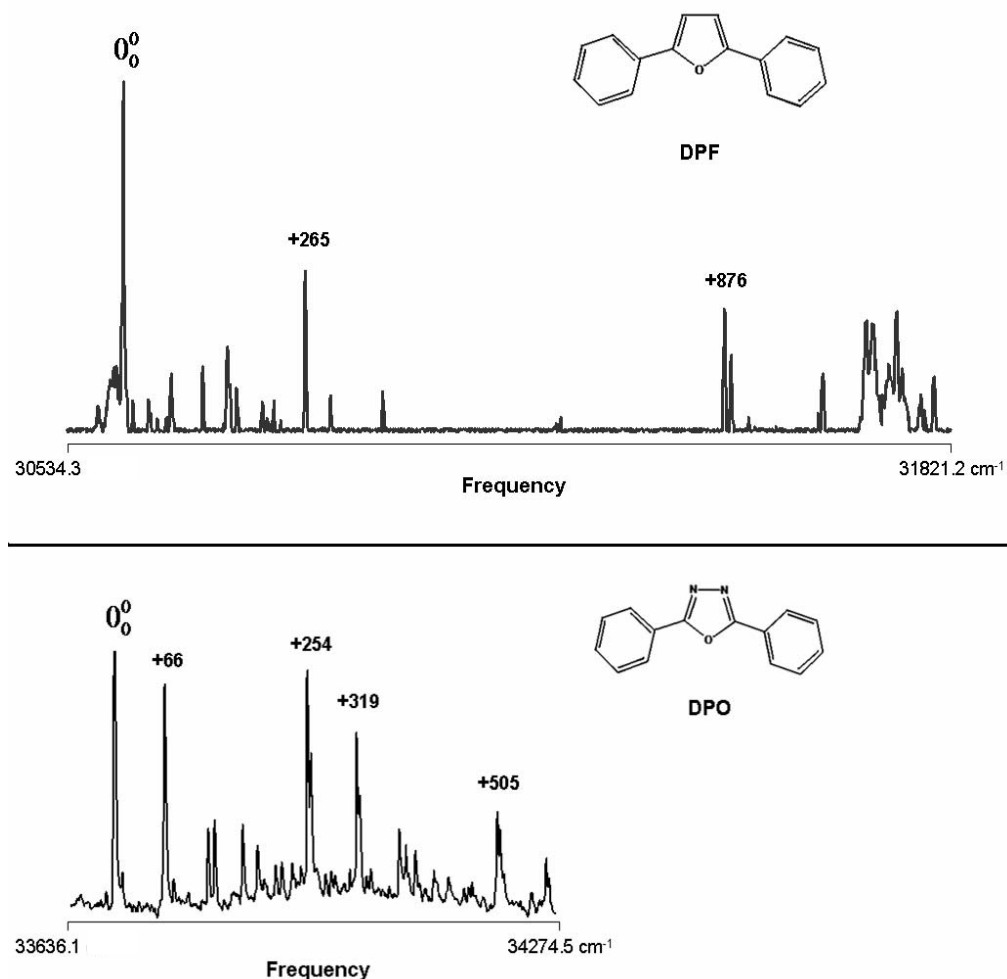 0⁰₀
+265
+876
O
DPF
30534.3
31821.2 cm⁻¹
Frequency
0⁰₀
+66
+254
+319
+505
N
N
O
DPO
33636.1
34274.5 cm⁻¹
Frequency